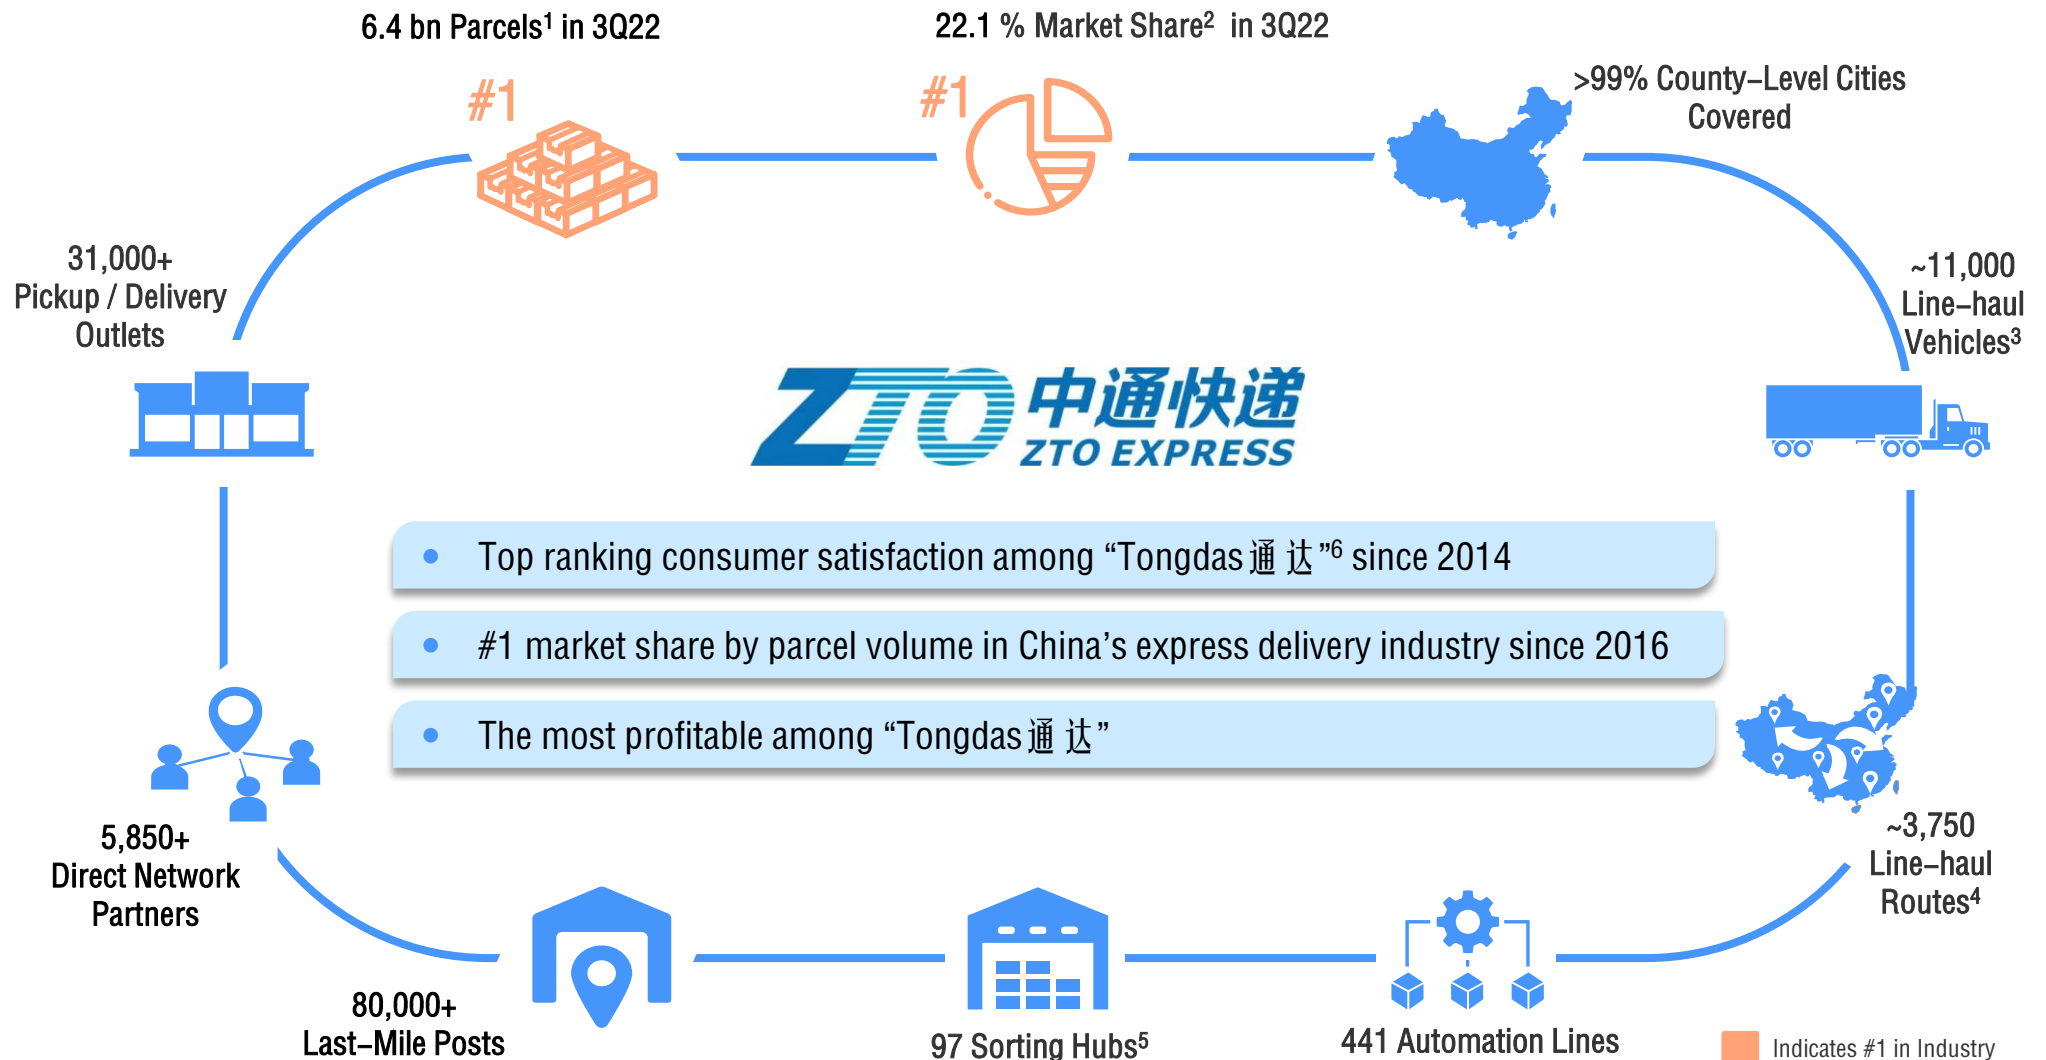 6.4 bn Parcels¹ in 3Q22
22.1 % Market Share² in 3Q22
#1
#1
>99% County–Level Cities
Covered
31,000+
Pickup / Delivery
Outlets
~11,000
Line–haul
Vehicles³
ZTO 中通快递
ZTO EXPRESS
• Top ranking consumer satisfaction among “Tongdas 通 达”⁶ since 2014
• #1 market share by parcel volume in China’s express delivery industry since 2016
• The most profitable among “Tongdas 通 达”
5,850+
Direct Network
Partners
~3,750
Line–haul
Routes⁴
80,000+
Last–Mile Posts
97 Sorting Hubs⁵
441 Automation Lines
Indicates #1 in Industry